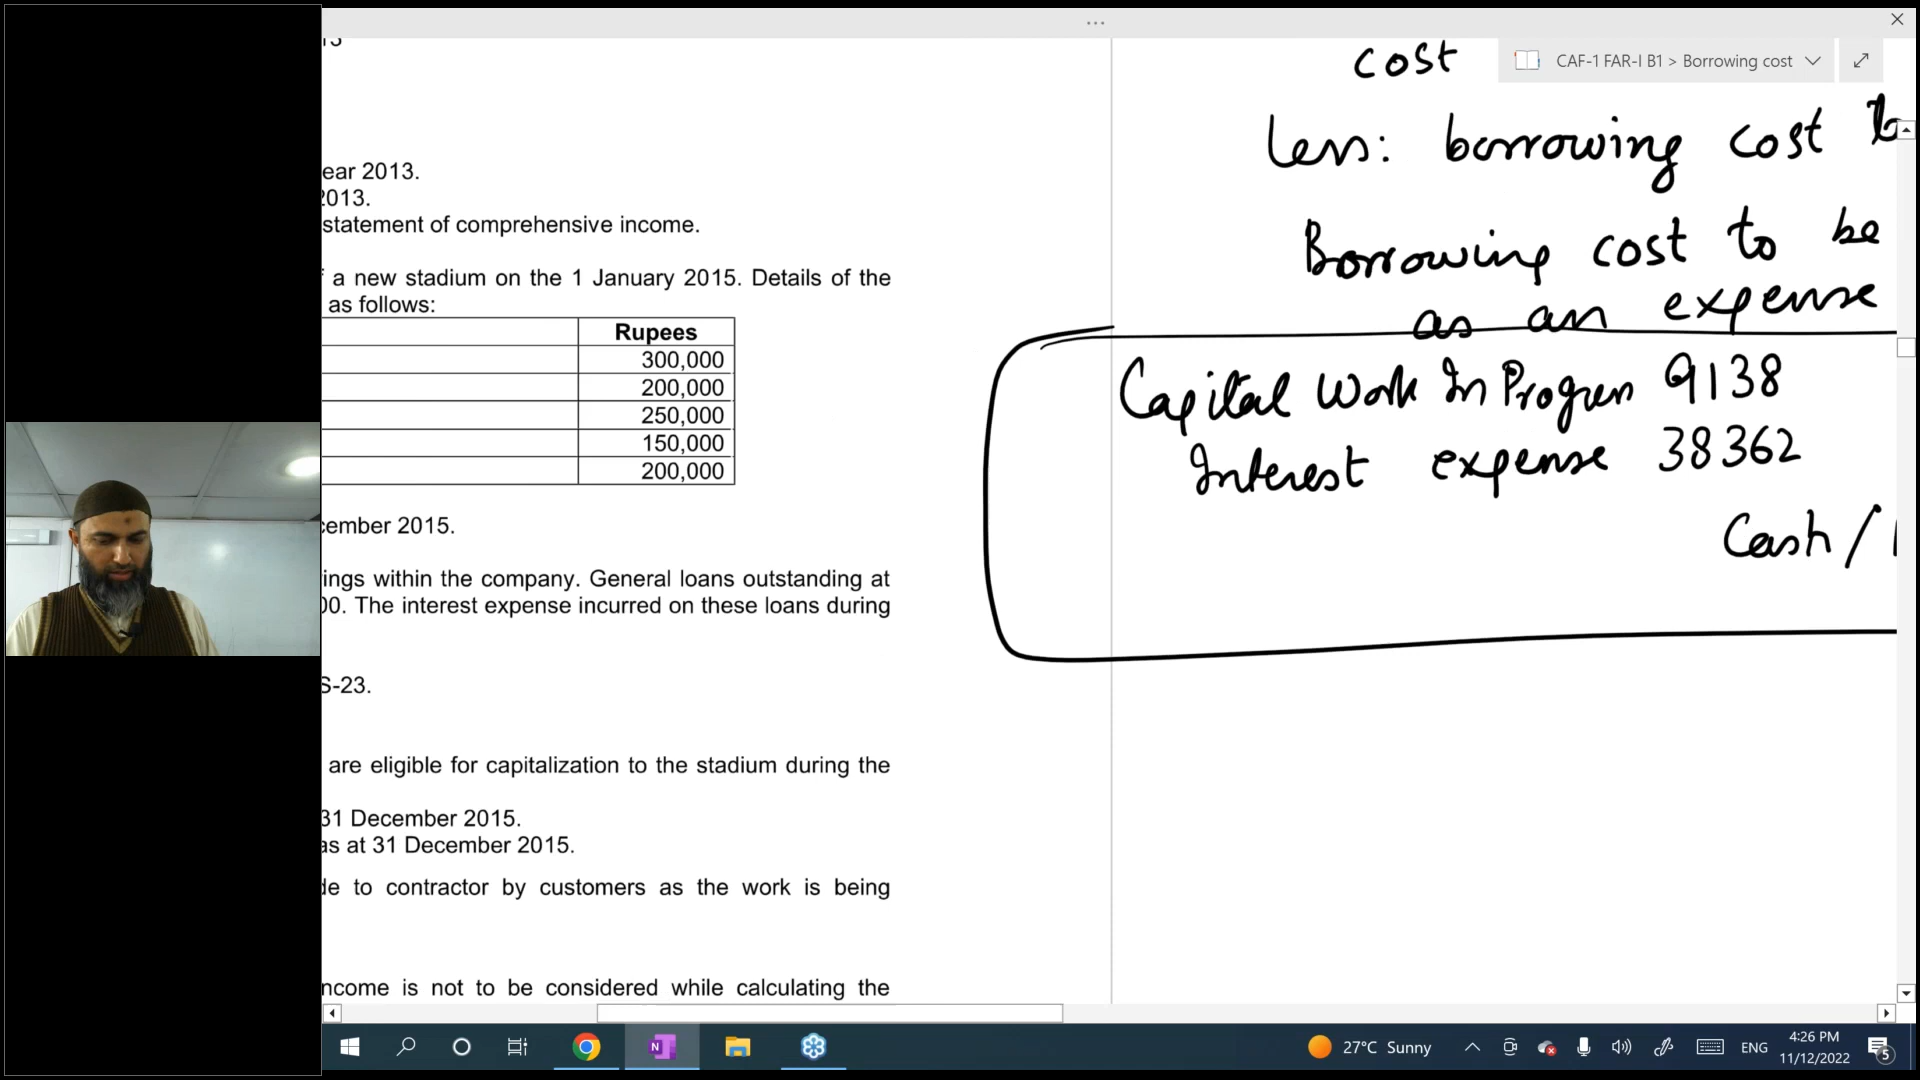 CAF-1 FAR-I B1 > Borrowing cost
ear 2013.
2013.
statement of comprehensive income.
a new stadium on the 1 January 2015. Details of the
as follows:
Rupees
300,000
200,000
250,000
150,000
200,000
cember 2015.
ings within the company. General loans outstanding at
00. The interest expense incurred on these loans during
S-23.
are eligible for capitalization to the stadium during the
31 December 2015.
as at 31 December 2015.
de to contractor by customers as the work is being
ncome is not to be considered while calculating the
cost
less: borrowing cost
Borrowing cost to be
as an expense
Capital Work In Progress 9138
Interest expense 38362
Cash/
27°C Sunny
ENG
4:26 PM
11/12/2022
5